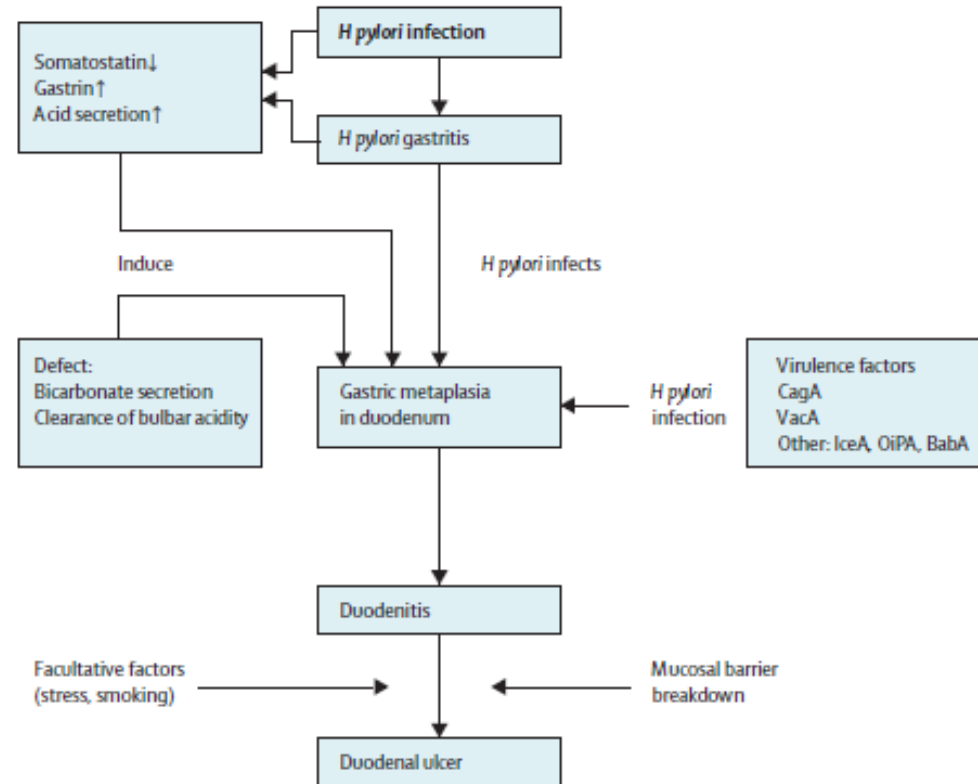 H pylori infection
Somatostatin↓
Gastrin↑
Acid secretion↑
H pylori gastritis
Induce
H pylori infects
Defect:
Bicarbonate secretion
Clearance of bulbar acidity
Gastric metaplasia
in duodenum
H pylori
infection
Virulence factors
CagA
VacA
Other: IceA, OiPA, BabA
Duodenitis
Facultative factors
(stress, smoking)
Mucosal barrier
breakdown
Duodenal ulcer